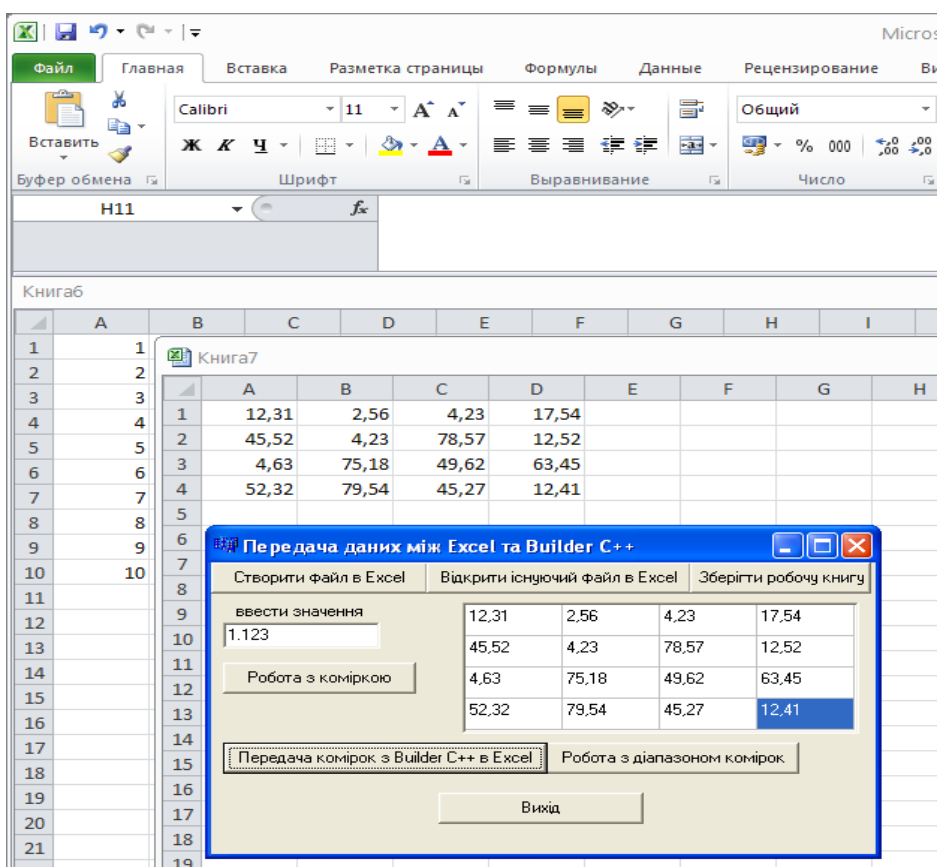 Micros
Файл Главная Вставка Разметка страницы Формулы Данные Рецензирование Ви
Calibri 11 A A Общий
Вставить Ж К Ч A % 000 ,0 ,00 ,00 ,0
Буфер обмена Шрифт Выравнивание Число
H11 fx
Книга6
A B C D E F G H I
1 1
2 2
3 3
4 4
5 5
6 6
7 7
8 8
9 9
10 10
11
12
13
14
15
16
17
18
19
20
21
Книга7
A B C D E F G H
1 12,31 2,56 4,23 17,54
2 45,52 4,23 78,57 12,52
3 4,63 75,18 49,62 63,45
4 52,32 79,54 45,27 12,41
5
6
7
8
9
10
11
12
13
14
15
16
17
18
19
Передача даних між Excel та Builder C++
Створити файл в Excel Відкрити існуючий файл в Excel Зберігти робочу книгу
ввести значення
1.123
Робота з коміркою
12,31 2,56 4,23 17,54
45,52 4,23 78,57 12,52
4,63 75,18 49,62 63,45
52,32 79,54 45,27 12,41
Передача комірок з Builder C++ в Excel Робота з діапазоном комірок
Вихід